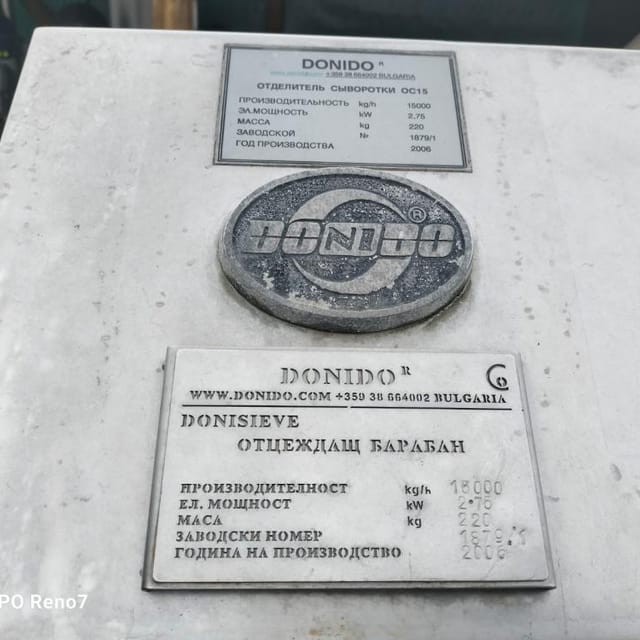 DONIDO R
www.donido.com +359 38 664002 BULGARIA
ОТДЕЛИТЕЛЬ СЫВОРОТКИ ОС15
ПРОИЗВОДИТЕЛЬНОСТЬ kg/h 15000
ЭЛ.МОЩНОСТЬ kW 2,75
МАССА kg 220
ЗАВОДСКОЙ № 1879/1
ГОД ПРОИЗВОДСТВА 2006
DONIDO ®
DONIDO R
WWW.DONIDO.COM +359 38 664002 BULGARIA
DONISIEVE
ОТЦЕЖДАЩ БАРАБАН
ПРОИЗВОДИТЕЛНОСТ kg/h 15000
ЕЛ. МОЩНОСТ kW 2.75
МАСА kg 220
ЗАВОДСКИ НОМЕР 1879
ГОДИНА НА ПРОИЗВОДСТВО 2006
PO Reno7